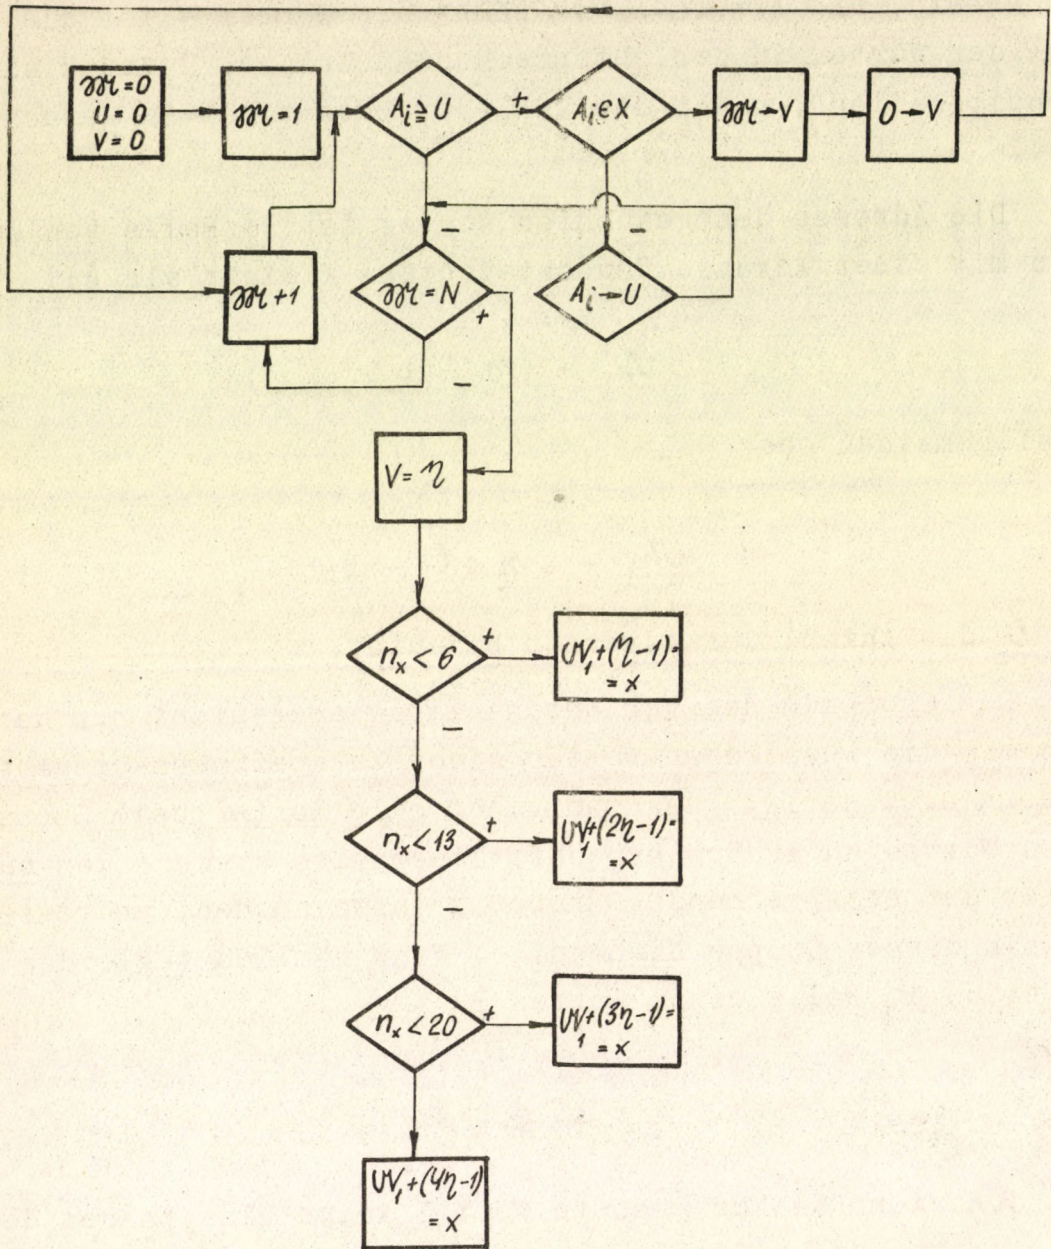 𝔐=0
U=0
V=0
𝔐=1
Aᵢ≧U
+
AᵢϵX
𝔐→V
0→V
−
−
𝔐+1
𝔐=N
+
Aᵢ→U
−
V=η
nₓ<6
+
UV₁+(η-1)=
=x
−
nₓ<13
+
UV₁+(2η-1)=
=x
−
nₓ<20
+
UV₁+(3η-1)=
=x
UV₁+(4η-1)
=x